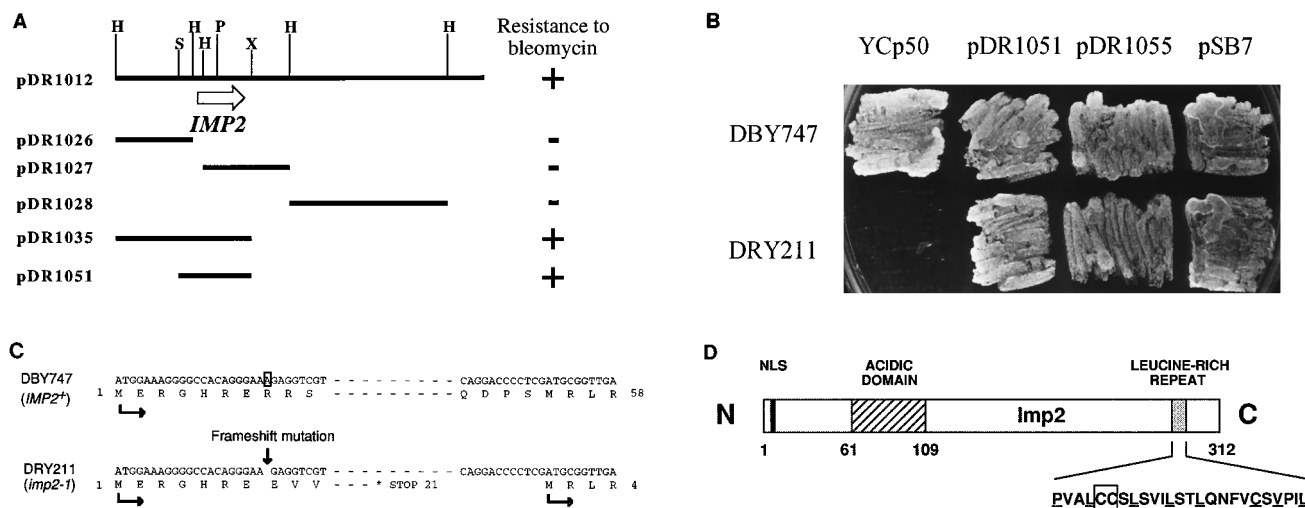 A
H H P H H
S H X
Resistance to
bleomycin
pDR1012 +
IMP2
pDR1026 -
pDR1027 -
pDR1028 -
pDR1035 +
pDR1051 +
B
YCp50 pDR1051 pDR1055 pSB7
DBY747
DRY211
C
DBY747
(IMP2+)
ATGGAAAGGGGCCACAGGGAAAGAGGTCGT - - - - - - - - - - - CAGGACCCCTCGATGCGGTTGA
1 M E R G H R E R R S Q D P S M R L R 58
Frameshift mutation
DRY211
(imp2-1)
ATGGAAAGGGGCCACAGGGAA GAGGTCGT - - - - - - - - - - - CAGGACCCCTCGATGCGGTTGA
1 M E R G H R E E V V - - - - * STOP 21 M R L R 4
D
NLS
ACIDIC
DOMAIN
LEUCINE-RICH
REPEAT
N Imp2 C
1 61 109 312
PVALCCSLSVILSTLQNFVCSVPIL